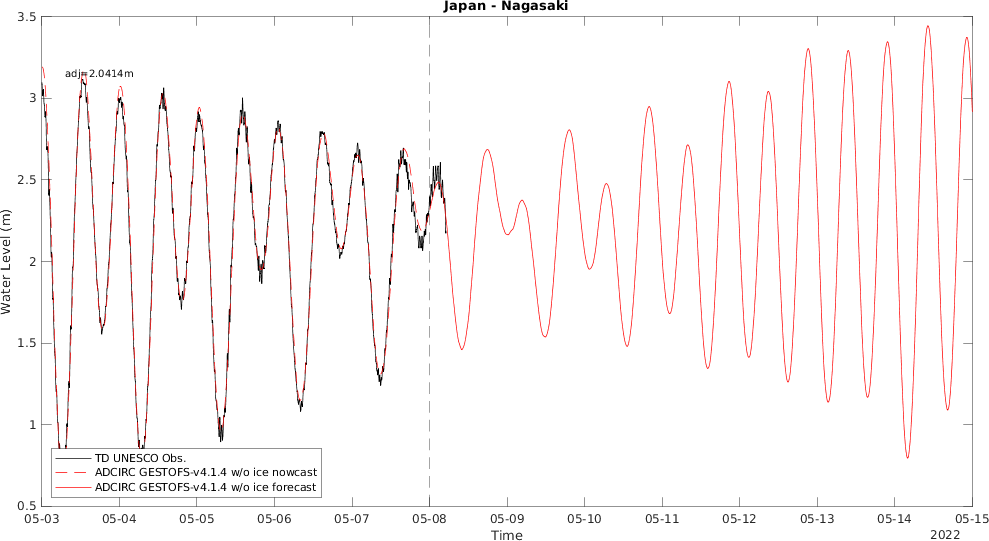 Japan - Nagasaki
3.5
adj=2.0414m
3
2.5
Water Level (m)
2
1.5
1
TD UNESCO Obs.
ADCIRC GESTOFS-v4.1.4 w/o ice nowcast
ADCIRC GESTOFS-v4.1.4 w/o ice forecast
0.5
05-03 05-04 05-05 05-06 05-07 05-08 05-09 05-10 05-11 05-12 05-13 05-14 05-15
Time
2022